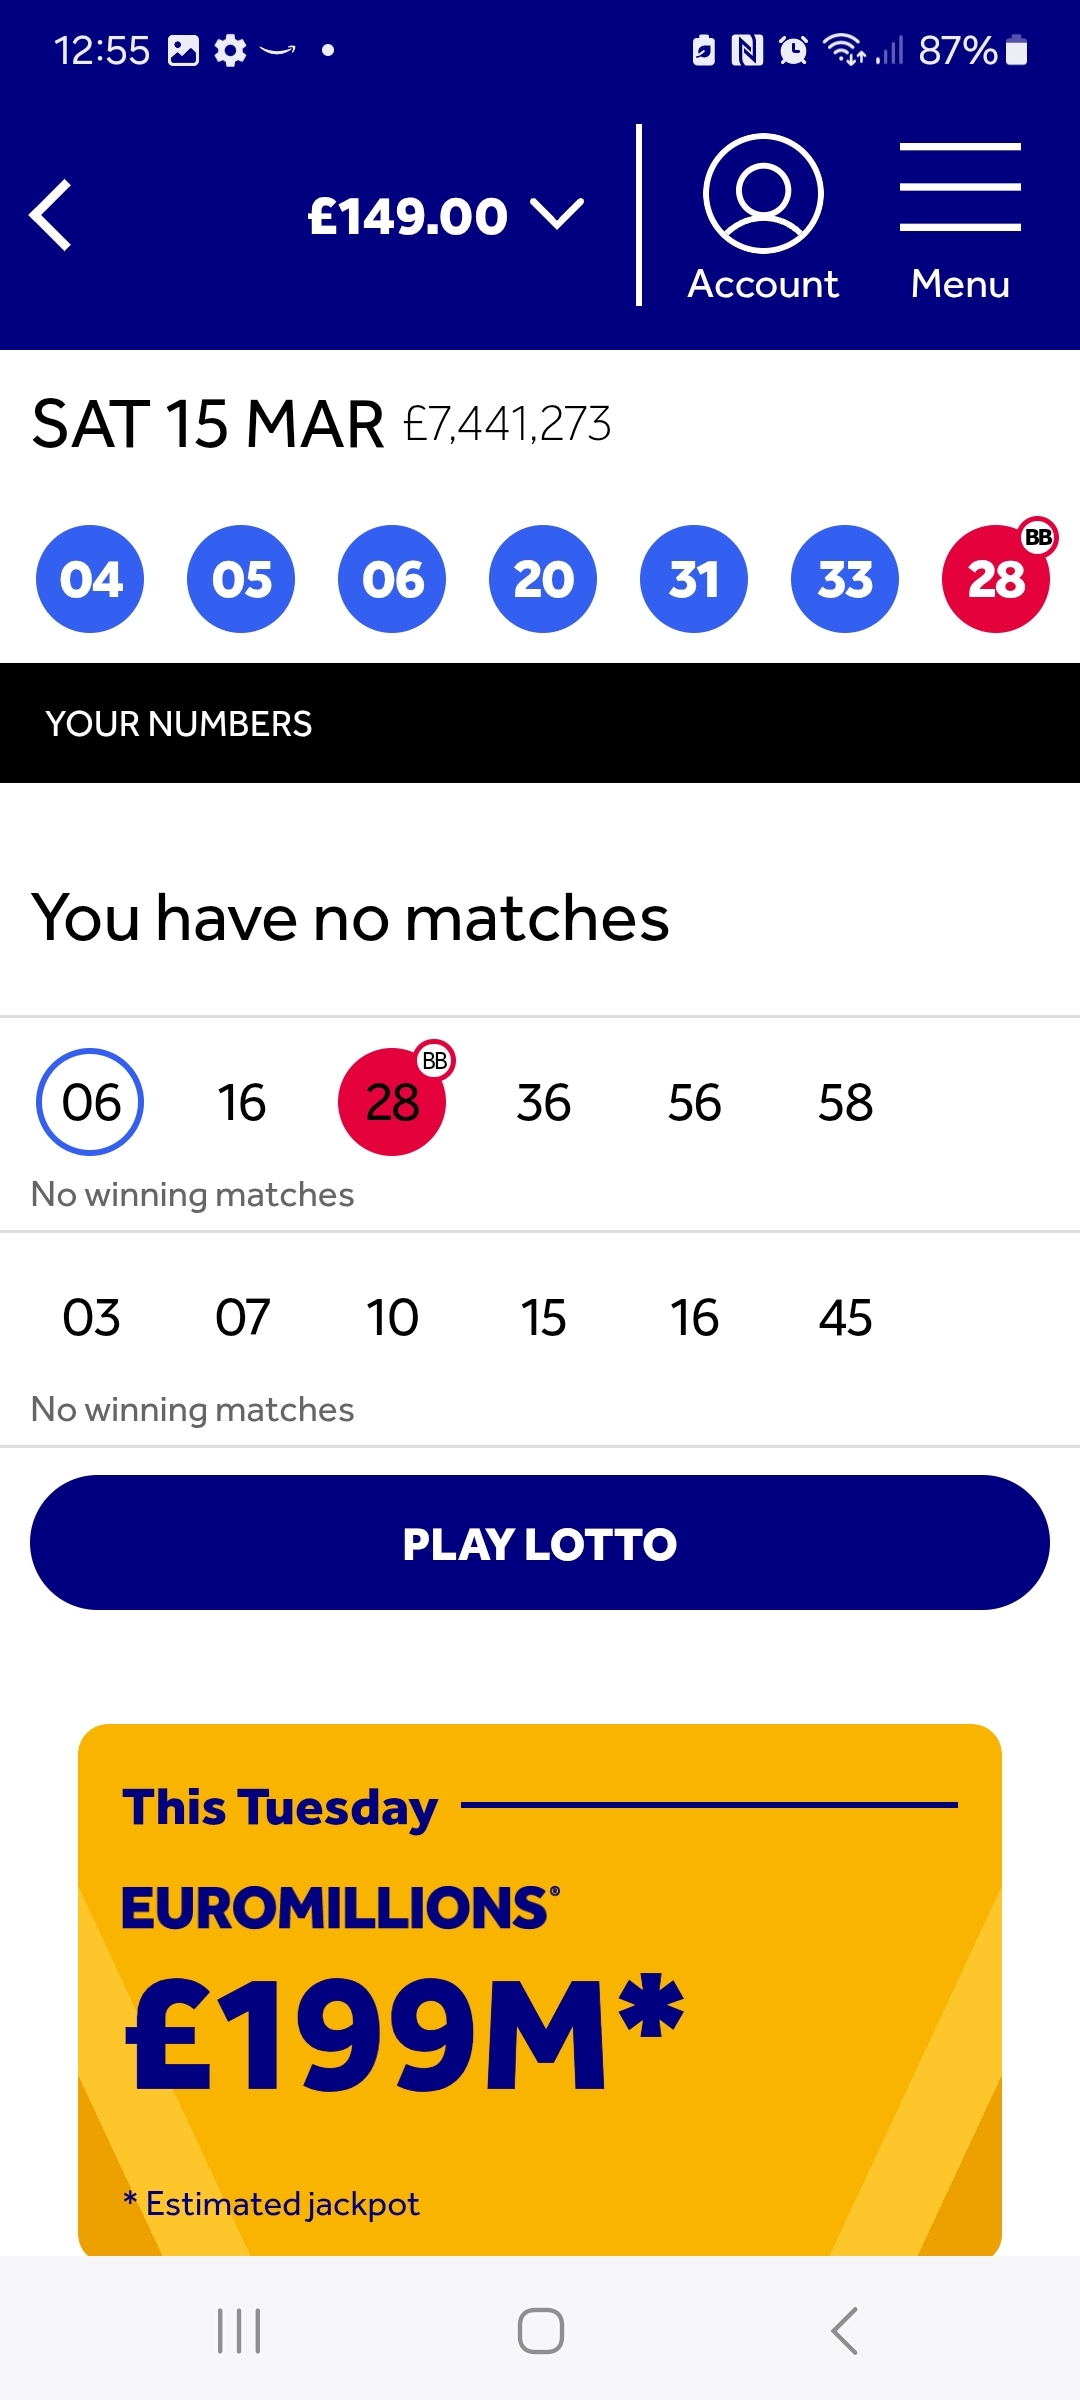 12:55 87%
£149.00
Account Menu
SAT 15 MAR £7,441,273
04 05 06 20 31 33 28 BB
YOUR NUMBERS
You have no matches
06 16 28 BB 36 56 58
No winning matches
03 07 10 15 16 45
No winning matches
PLAY LOTTO
This Tuesday
EUROMILLIONS®
£199M*
* Estimated jackpot